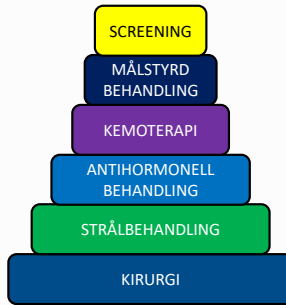 SCREENING
MÅLSTYRD
BEHANDLING
KEMOTERAPI
ANTIHORMONELL
BEHANDLING
STRÅLBEHANDLING
KIRURGI